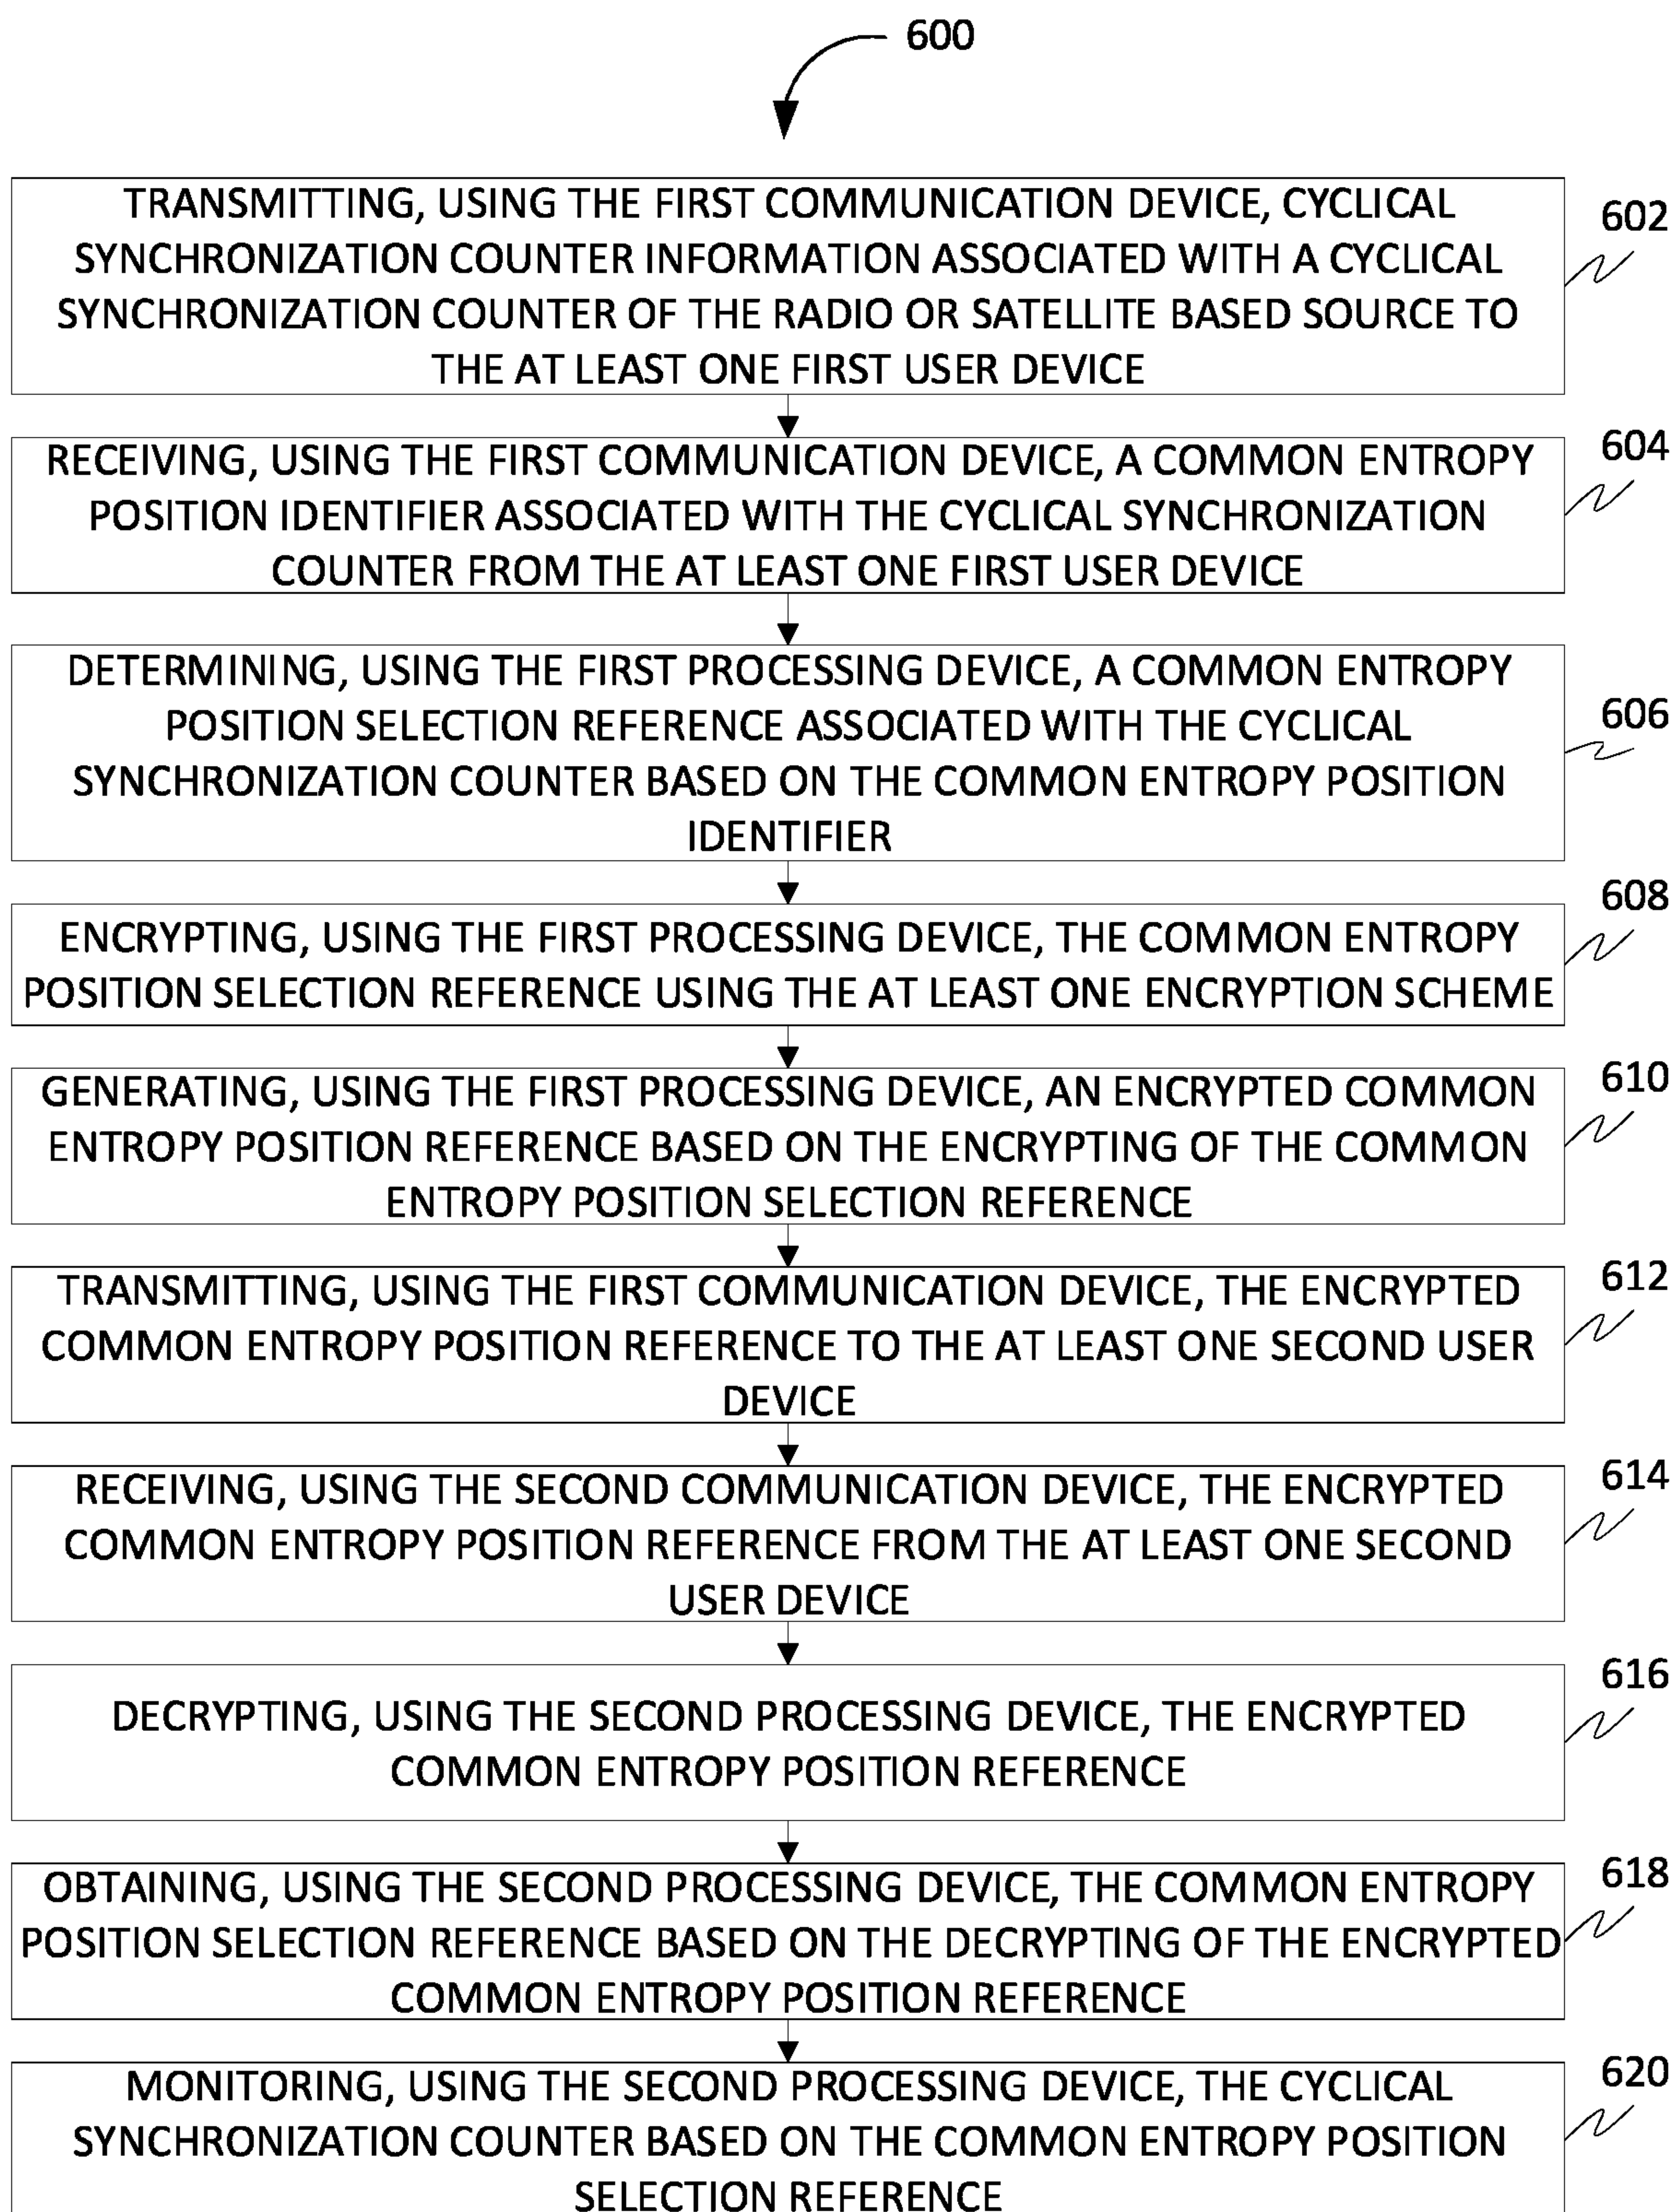 600
TRANSMITTING, USING THE FIRST COMMUNICATION DEVICE, CYCLICAL
SYNCHRONIZATION COUNTER INFORMATION ASSOCIATED WITH A CYCLICAL
SYNCHRONIZATION COUNTER OF THE RADIO OR SATELLITE BASED SOURCE TO
THE AT LEAST ONE FIRST USER DEVICE
602
RECEIVING, USING THE FIRST COMMUNICATION DEVICE, A COMMON ENTROPY
POSITION IDENTIFIER ASSOCIATED WITH THE CYCLICAL SYNCHRONIZATION
COUNTER FROM THE AT LEAST ONE FIRST USER DEVICE
604
DETERMINING, USING THE FIRST PROCESSING DEVICE, A COMMON ENTROPY
POSITION SELECTION REFERENCE ASSOCIATED WITH THE CYCLICAL
SYNCHRONIZATION COUNTER BASED ON THE COMMON ENTROPY POSITION
IDENTIFIER
606
ENCRYPTING, USING THE FIRST PROCESSING DEVICE, THE COMMON ENTROPY
POSITION SELECTION REFERENCE USING THE AT LEAST ONE ENCRYPTION SCHEME
608
GENERATING, USING THE FIRST PROCESSING DEVICE, AN ENCRYPTED COMMON
ENTROPY POSITION REFERENCE BASED ON THE ENCRYPTING OF THE COMMON
ENTROPY POSITION SELECTION REFERENCE
610
TRANSMITTING, USING THE FIRST COMMUNICATION DEVICE, THE ENCRYPTED
COMMON ENTROPY POSITION REFERENCE TO THE AT LEAST ONE SECOND USER
DEVICE
612
RECEIVING, USING THE SECOND COMMUNICATION DEVICE, THE ENCRYPTED
COMMON ENTROPY POSITION REFERENCE FROM THE AT LEAST ONE SECOND
USER DEVICE
614
DECRYPTING, USING THE SECOND PROCESSING DEVICE, THE ENCRYPTED
COMMON ENTROPY POSITION REFERENCE
616
OBTAINING, USING THE SECOND PROCESSING DEVICE, THE COMMON ENTROPY
POSITION SELECTION REFERENCE BASED ON THE DECRYPTING OF THE ENCRYPTED
COMMON ENTROPY POSITION REFERENCE
618
MONITORING, USING THE SECOND PROCESSING DEVICE, THE CYCLICAL
SYNCHRONIZATION COUNTER BASED ON THE COMMON ENTROPY POSITION
SELECTION REFERENCE
620